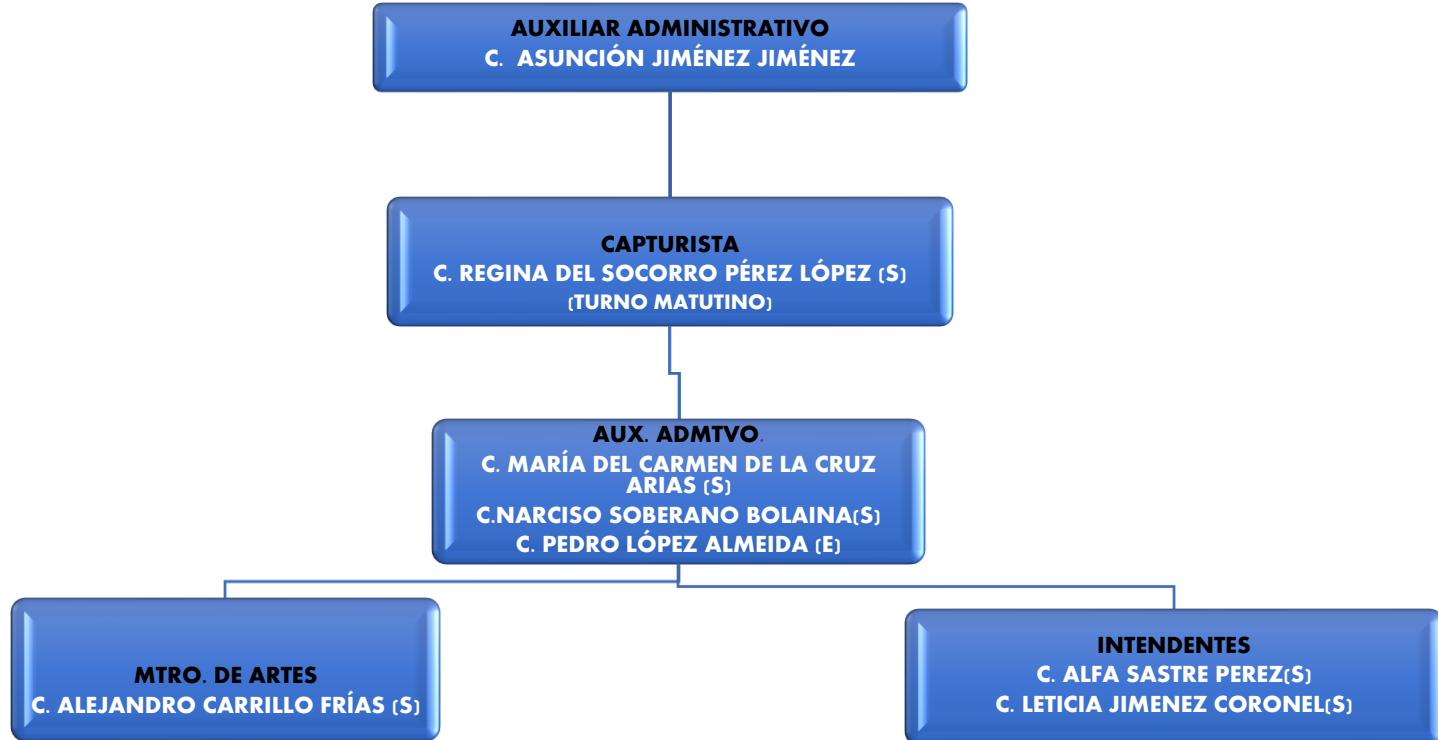 AUXILIAR ADMINISTRATIVO
C. ASUNCIÓN JIMÉNEZ JIMÉNEZ
CAPTURISTA
C. REGINA DEL SOCORRO PÉREZ LÓPEZ (S)
(TURNO MATUTINO)
AUX. ADMTVO.
C. MARÍA DEL CARMEN DE LA CRUZ
ARIAS (S)
C.NARCISO SOBERANO BOLAINA(S)
C. PEDRO LÓPEZ ALMEIDA (E)
MTRO. DE ARTES
C. ALEJANDRO CARRILLO FRÍAS (S)
INTENDENTES
C. ALFA SASTRE PEREZ(S)
C. LETICIA JIMENEZ CORONEL(S)